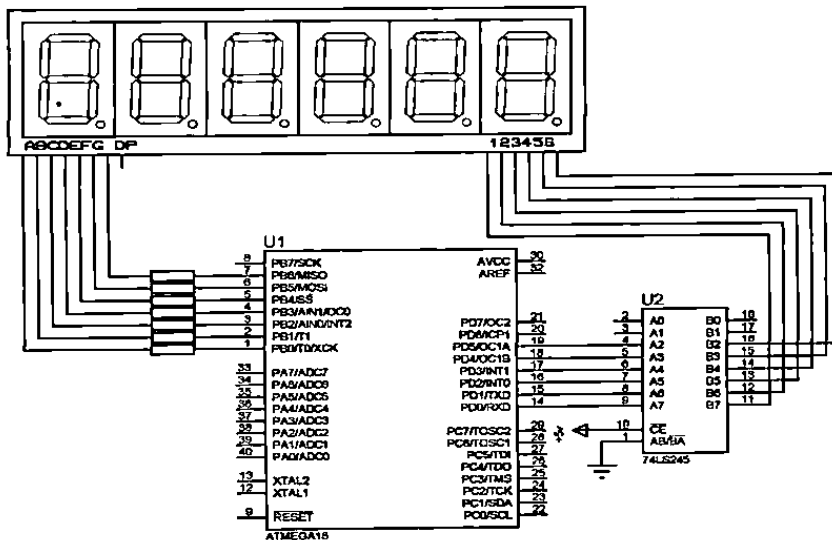 ABCDEFG DP
123456
U1
8 PB7/SCK
7 PB6/MISO
6 PB5/MOSI
5 PB4/SS
4 PB3/AIN1/OC0
3 PB2/AIN0/INT2
2 PB1/T1
1 PB0/T0/XCK
33 PA7/ADC7
34 PA6/ADC6
35 PA5/ADC5
36 PA4/ADC4
37 PA3/ADC3
38 PA2/ADC2
39 PA1/ADC1
40 PA0/ADC0
13 XTAL2
12 XTAL1
9 RESET
ATMEGA16
AVCC 30
AREF 32
PD7/OC2 21
PD6/ICP1 20
PD5/OC1A 19
PD4/OC1B 18
PD3/INT1 17
PD2/INT0 16
PD1/TXD 15
PD0/RXD 14
PC7/TOSC2 29
PC6/TOSC1 28
PC5/TDI 27
PC4/TDO 26
PC3/TMS 25
PC2/TCK 24
PC1/SDA 23
PC0/SCL 22
U2
2 A0 B0 18
3 A1 B1 17
4 A2 B2 16
5 A3 B3 15
6 A4 B4 14
7 A5 B5 13
8 A6 B6 12
9 A7 B7 11
+5V
19 CE
1 AB/BA
74LS245